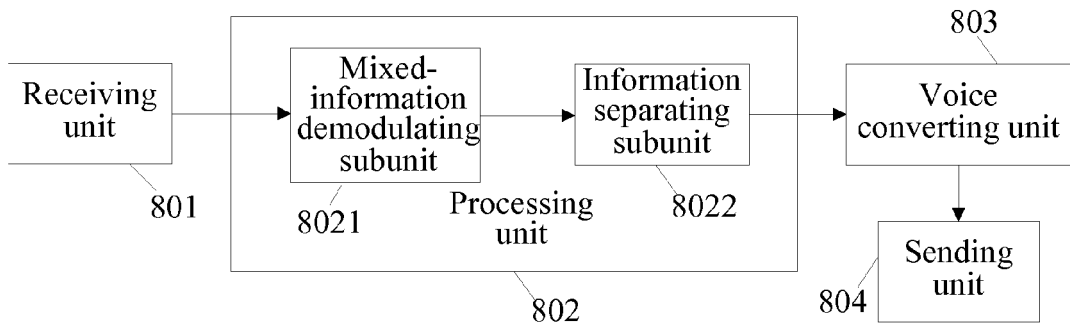 Receiving
unit
801
Mixed-
information
demodulating
subunit
8021
Information
separating
subunit
8022
Processing
unit
802
803
Voice
converting unit
Sending
unit
804